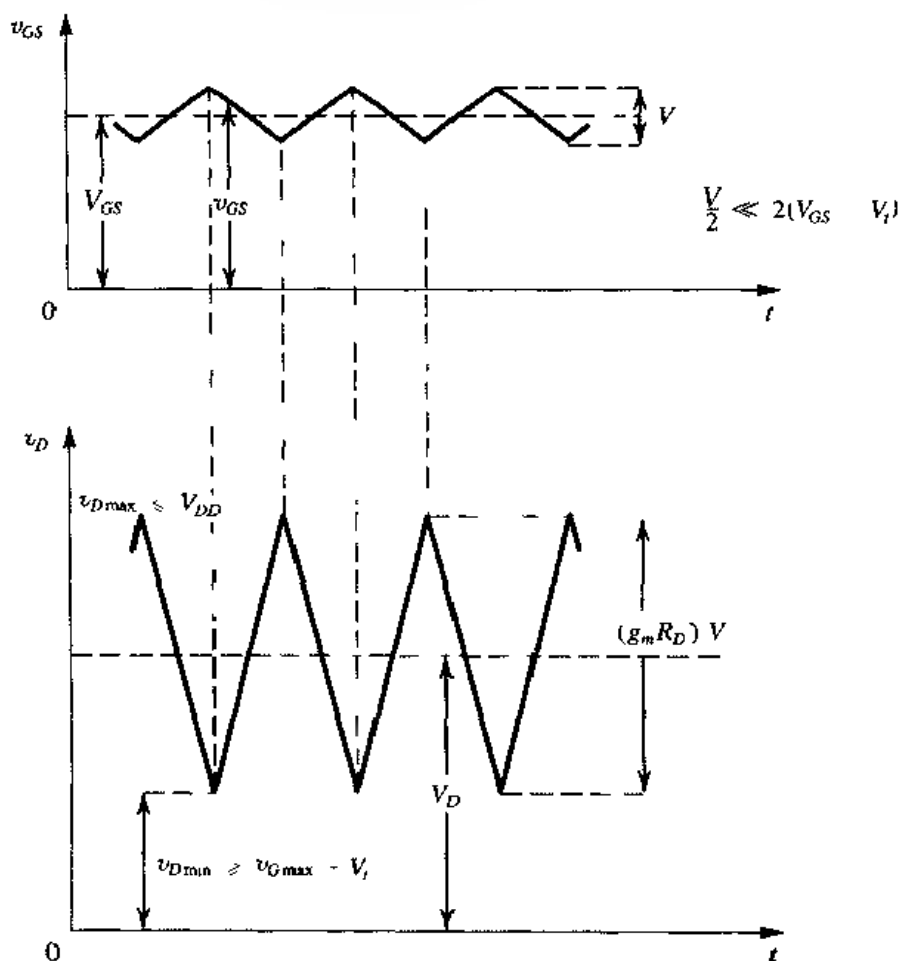 v_GS
V
V_GS
v_GS
V/2 ≪ 2(V_GS V_t)
0
t
v_D
v_Dmax ≤ V_DD
(g_m R_D) V
V_D
v_Dmin ≥ v_Gmax - V_t
0
t